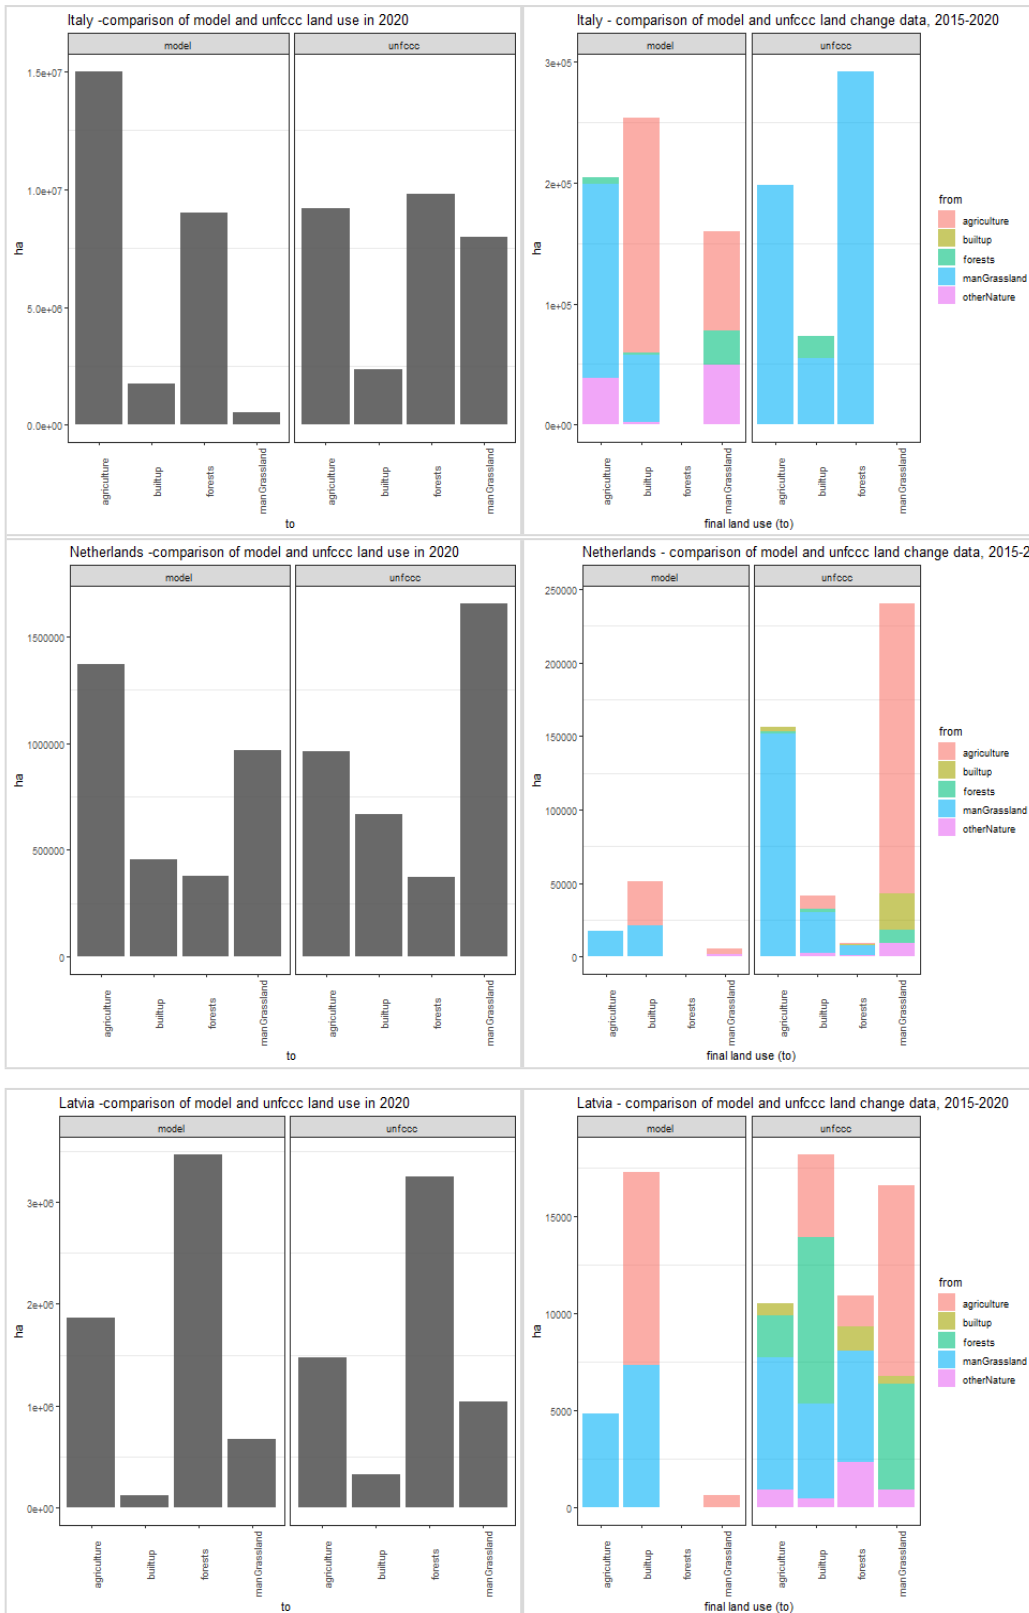 Italy -comparison of model and unfccc land use in 2020
model
unfccc
1.5e+07
1.0e+07
5.0e+06
0.0e+00
ha
agriculture
builtup
forests
manGrassland
agriculture
builtup
forests
manGrassland
to
Italy - comparison of model and unfccc land change data, 2015-2020
model
unfccc
3e+05
2e+05
1e+05
0e+00
ha
agriculture
builtup
forests
manGrassland
agriculture
builtup
forests
manGrassland
final land use (to)
from
agriculture
builtup
forests
manGrassland
otherNature
Netherlands -comparison of model and unfccc land use in 2020
model
unfccc
1500000
1000000
500000
0
ha
agriculture
builtup
forests
manGrassland
agriculture
builtup
forests
manGrassland
to
Netherlands - comparison of model and unfccc land change data, 2015-2
model
unfccc
250000
200000
150000
100000
50000
0
ha
agriculture
builtup
forests
manGrassland
agriculture
builtup
forests
manGrassland
final land use (to)
from
agriculture
builtup
forests
manGrassland
otherNature
Latvia -comparison of model and unfccc land use in 2020
model
unfccc
3e+06
2e+06
1e+06
0e+00
ha
agriculture
builtup
forests
manGrassland
agriculture
builtup
forests
manGrassland
to
Latvia - comparison of model and unfccc land change data, 2015-2020
model
unfccc
15000
10000
5000
0
ha
agriculture
builtup
forests
manGrassland
agriculture
builtup
forests
manGrassland
final land use (to)
from
agriculture
builtup
forests
manGrassland
otherNature